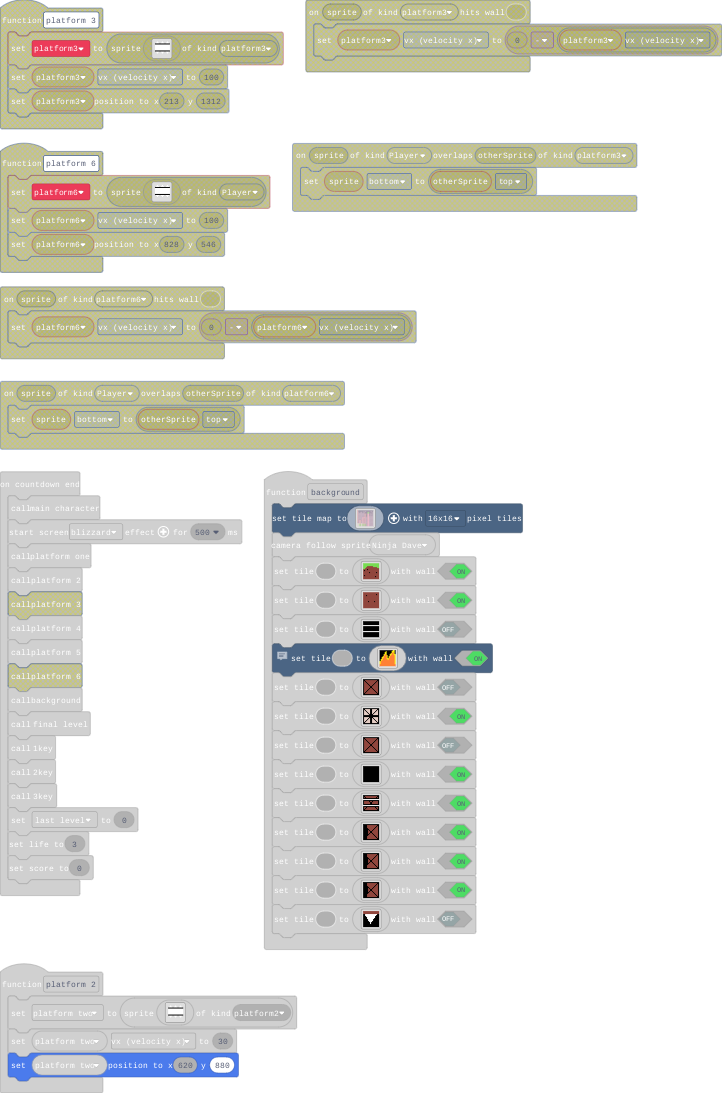 function platform 3
set platform3 to sprite of kind platform3
set platform3 vx (velocity x) to 100
set platform3 position to x 213 y 1312
on sprite of kind platform3 hits wall
set platform3 vx (velocity x) to 0 - platform3 vx (velocity x)
function platform 6
set platform6 to sprite of kind Player
set platform6 vx (velocity x) to 100
set platform6 position to x 828 y 546
on sprite of kind Player overlaps otherSprite of kind platform3
set sprite bottom to otherSprite top
on sprite of kind platform6 hits wall
set platform6 vx (velocity x) to 0 - platform6 vx (velocity x)
on sprite of kind Player overlaps otherSprite of kind platform6
set sprite bottom to otherSprite top
on countdown end
call main character
start screen blizzard effect for 500 ms
call platform one
call platform 2
call platform 3
call platform 4
call platform 5
call platform 6
call background
call final level
call 1key
call 2key
call 3key
set last level to 0
set life to 3
set score to 0
function background
set tile map to with 16x16 pixel tiles
camera follow sprite Ninja Dave
set tile to with wall ON
set tile to with wall ON
set tile to with wall OFF
set tile to with wall ON
set tile to with wall OFF
set tile to with wall ON
set tile to with wall OFF
set tile to with wall ON
set tile to with wall ON
set tile to with wall ON
set tile to with wall ON
set tile to with wall ON
set tile to with wall OFF
function platform 2
set platform two to sprite of kind platform2
set platform two vx (velocity x) to 30
set platform two position to x 620 y 880